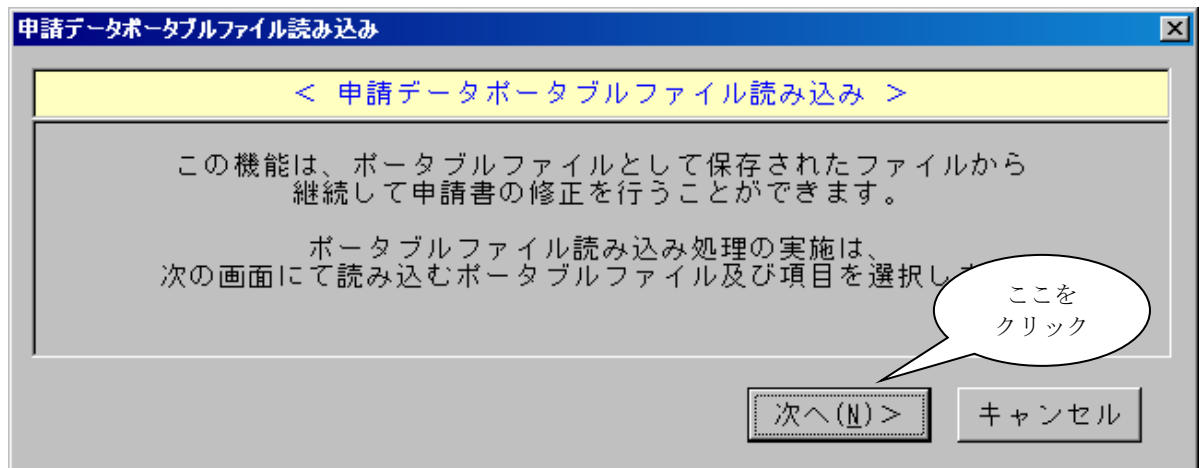 申請データポータブルファイル読み込み
< 申請データポータブルファイル読み込み >
この機能は、ポータブルファイルとして保存されたファイルから
継続して申請書の修正を行うことができます。
ポータブルファイル読み込み処理の実施は、
次の画面にて読み込むポータブルファイル及び項目を選択し
ここを
クリック
次へ(N)>
キャンセル